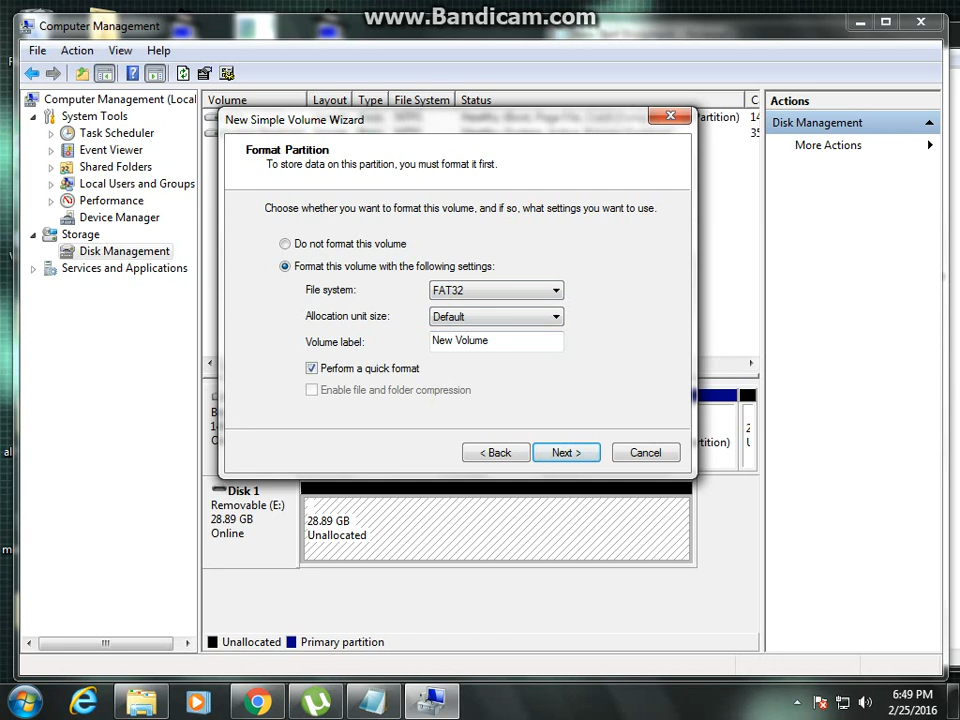 www.Bandicam.com
Computer Management
File Action View Help
Computer Management (Local
System Tools
Task Scheduler
Event Viewer
Shared Folders
Local Users and Groups
Performance
Device Manager
Storage
Disk Management
Services and Applications
Volume Layout Type File System Status C
Partition) 14
35
New Simple Volume Wizard
Format Partition
To store data on this partition, you must format it first.
Choose whether you want to format this volume, and if so, what settings you want to use.
Do not format this volume
Format this volume with the following settings:
File system: FAT32
Allocation unit size: Default
Volume label: New Volume
Perform a quick format
Enable file and folder compression
< Back Next > Cancel
Disk 1
Removable (E:)
28.89 GB
Online
28.89 GB
Unallocated
Unallocated Primary partition
Actions
Disk Management
More Actions
6:49 PM
2/25/2016